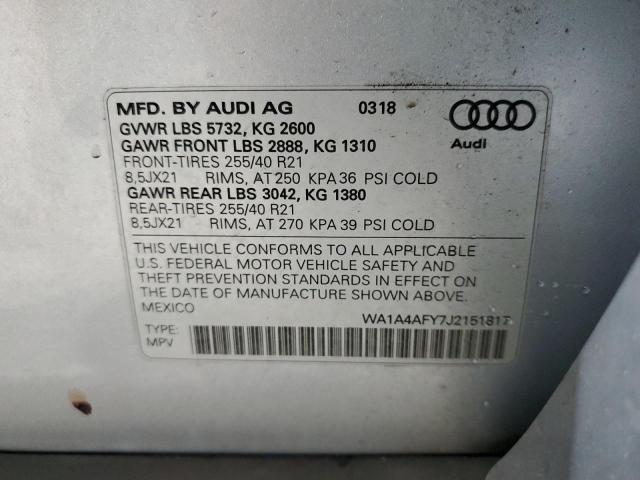 MFD. BY AUDI AG 0318
GVWR LBS 5732, KG 2600
GAWR FRONT LBS 2888, KG 1310
FRONT-TIRES 255/40 R21
8,5JX21 RIMS, AT 250 KPA 36 PSI COLD
GAWR REAR LBS 3042, KG 1380
REAR-TIRES 255/40 R21
8,5JX21 RIMS, AT 270 KPA 39 PSI COLD
Audi
THIS VEHICLE CONFORMS TO ALL APPLICABLE
U.S. FEDERAL MOTOR VEHICLE SAFETY AND
THEFT PREVENTION STANDARDS IN EFFECT ON
THE DATE OF MANUFACTURE SHOWN ABOVE.
MEXICO
WA1A4AFY7J2151817
TYPE:
MPV